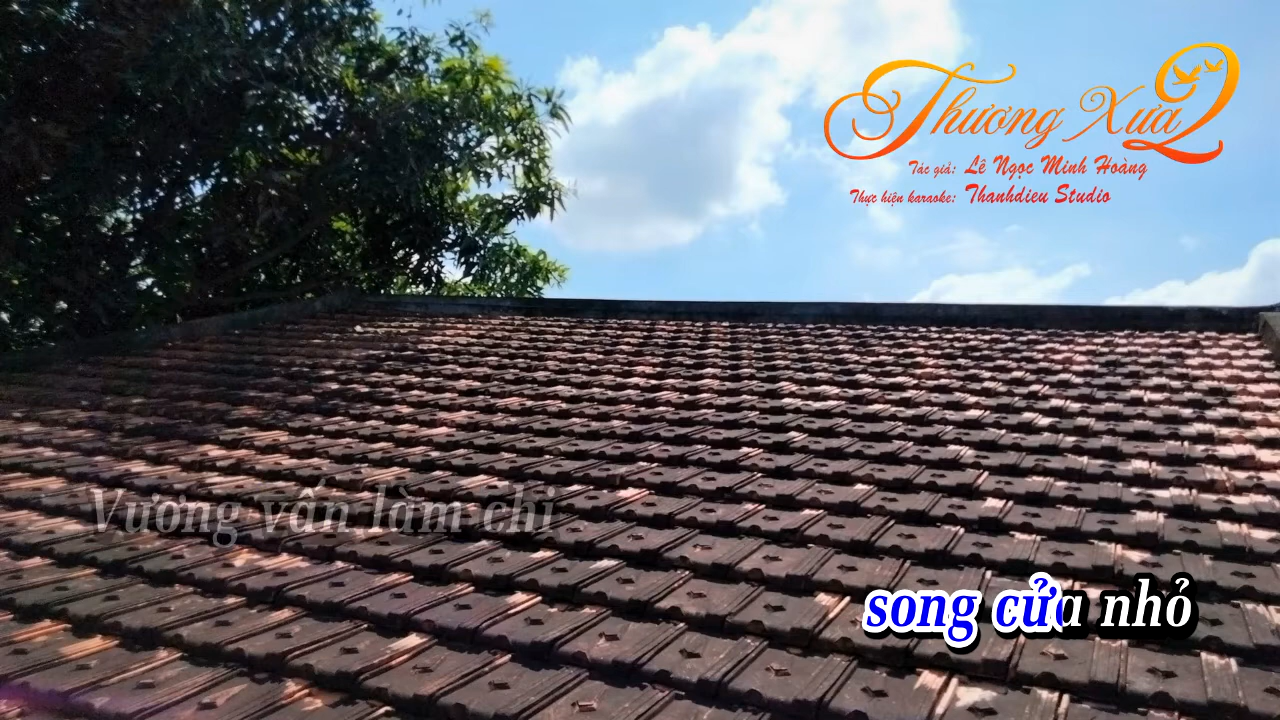 Thương Xưa 2
Tác giả: Lê Ngọc Minh Hoàng
Thực hiện karaoke: Thanhdieu Studio
Vương vấn làm chi
song cửa nhỏ